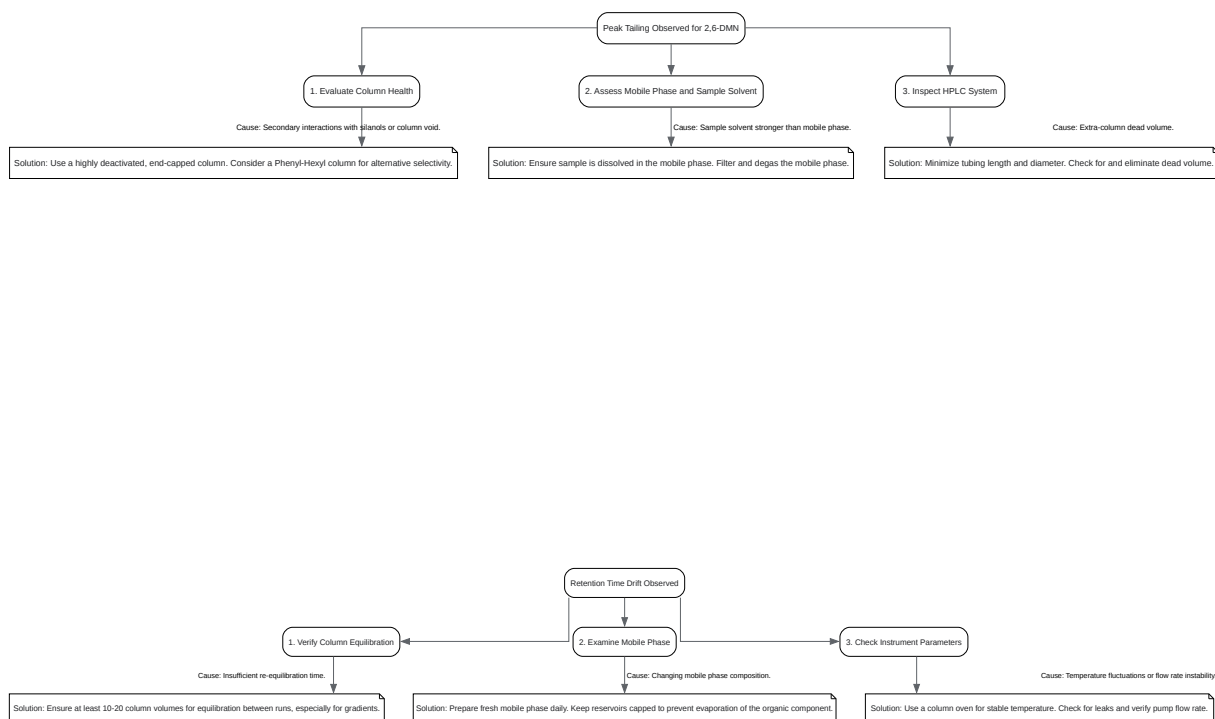 Peak Tailing Observed for 2,6-DMN
1. Evaluate Column Health
2. Assess Mobile Phase and Sample Solvent
3. Inspect HPLC System
Cause: Secondary interactions with silanols or column void.
Cause: Sample solvent stronger than mobile phase.
Cause: Extra-column dead volume.
Solution: Use a highly deactivated, end-capped column. Consider a Phenyl-Hexyl column for alternative selectivity.
Solution: Ensure sample is dissolved in the mobile phase. Filter and degas the mobile phase.
Solution: Minimize tubing length and diameter. Check for and eliminate dead volume.
Retention Time Drift Observed
1. Verify Column Equilibration
2. Examine Mobile Phase
3. Check Instrument Parameters
Cause: Insufficient re-equilibration time.
Cause: Changing mobile phase composition.
Cause: Temperature fluctuations or flow rate instability
Solution: Ensure at least 10-20 column volumes for equilibration between runs, especially for gradients.
Solution: Prepare fresh mobile phase daily. Keep reservoirs capped to prevent evaporation of the organic component.
Solution: Use a column oven for stable temperature. Check for leaks and verify pump flow rate.